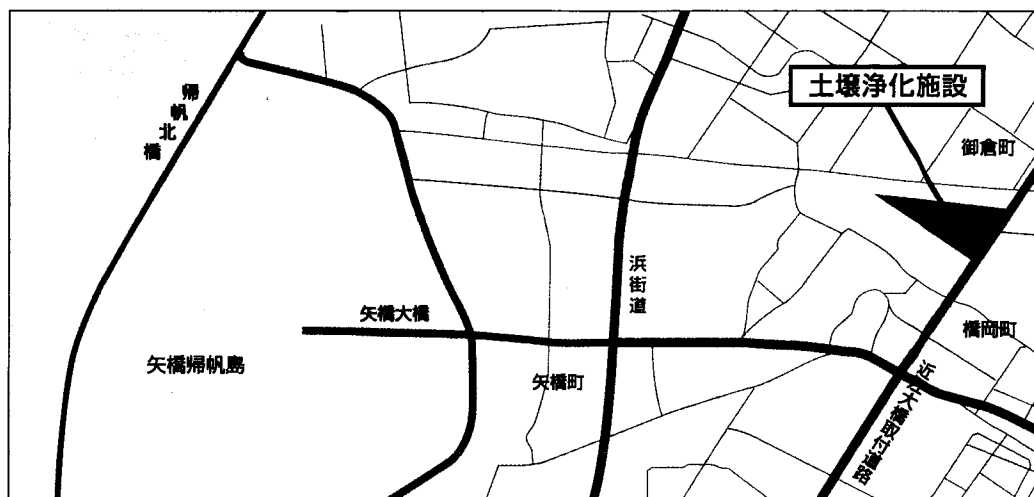 土壌浄化施設
帰帆北橋
御倉町
浜街道
矢橋大橋
橋岡町
矢橋帰帆島
矢橋町
近江大橋取付道路